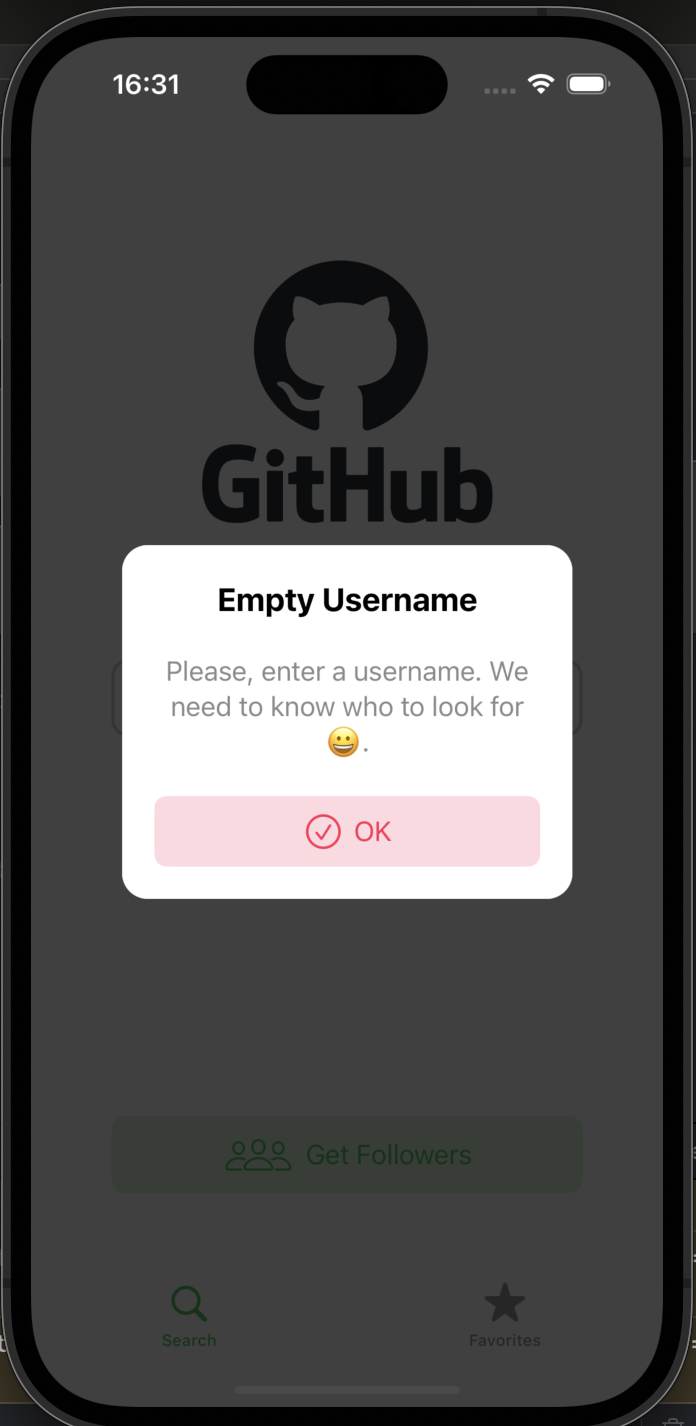 16:31
GitHub
Empty Username
Please, enter a username. We
need to know who to look for
😀.
OK
Get Followers
Search
Favorites